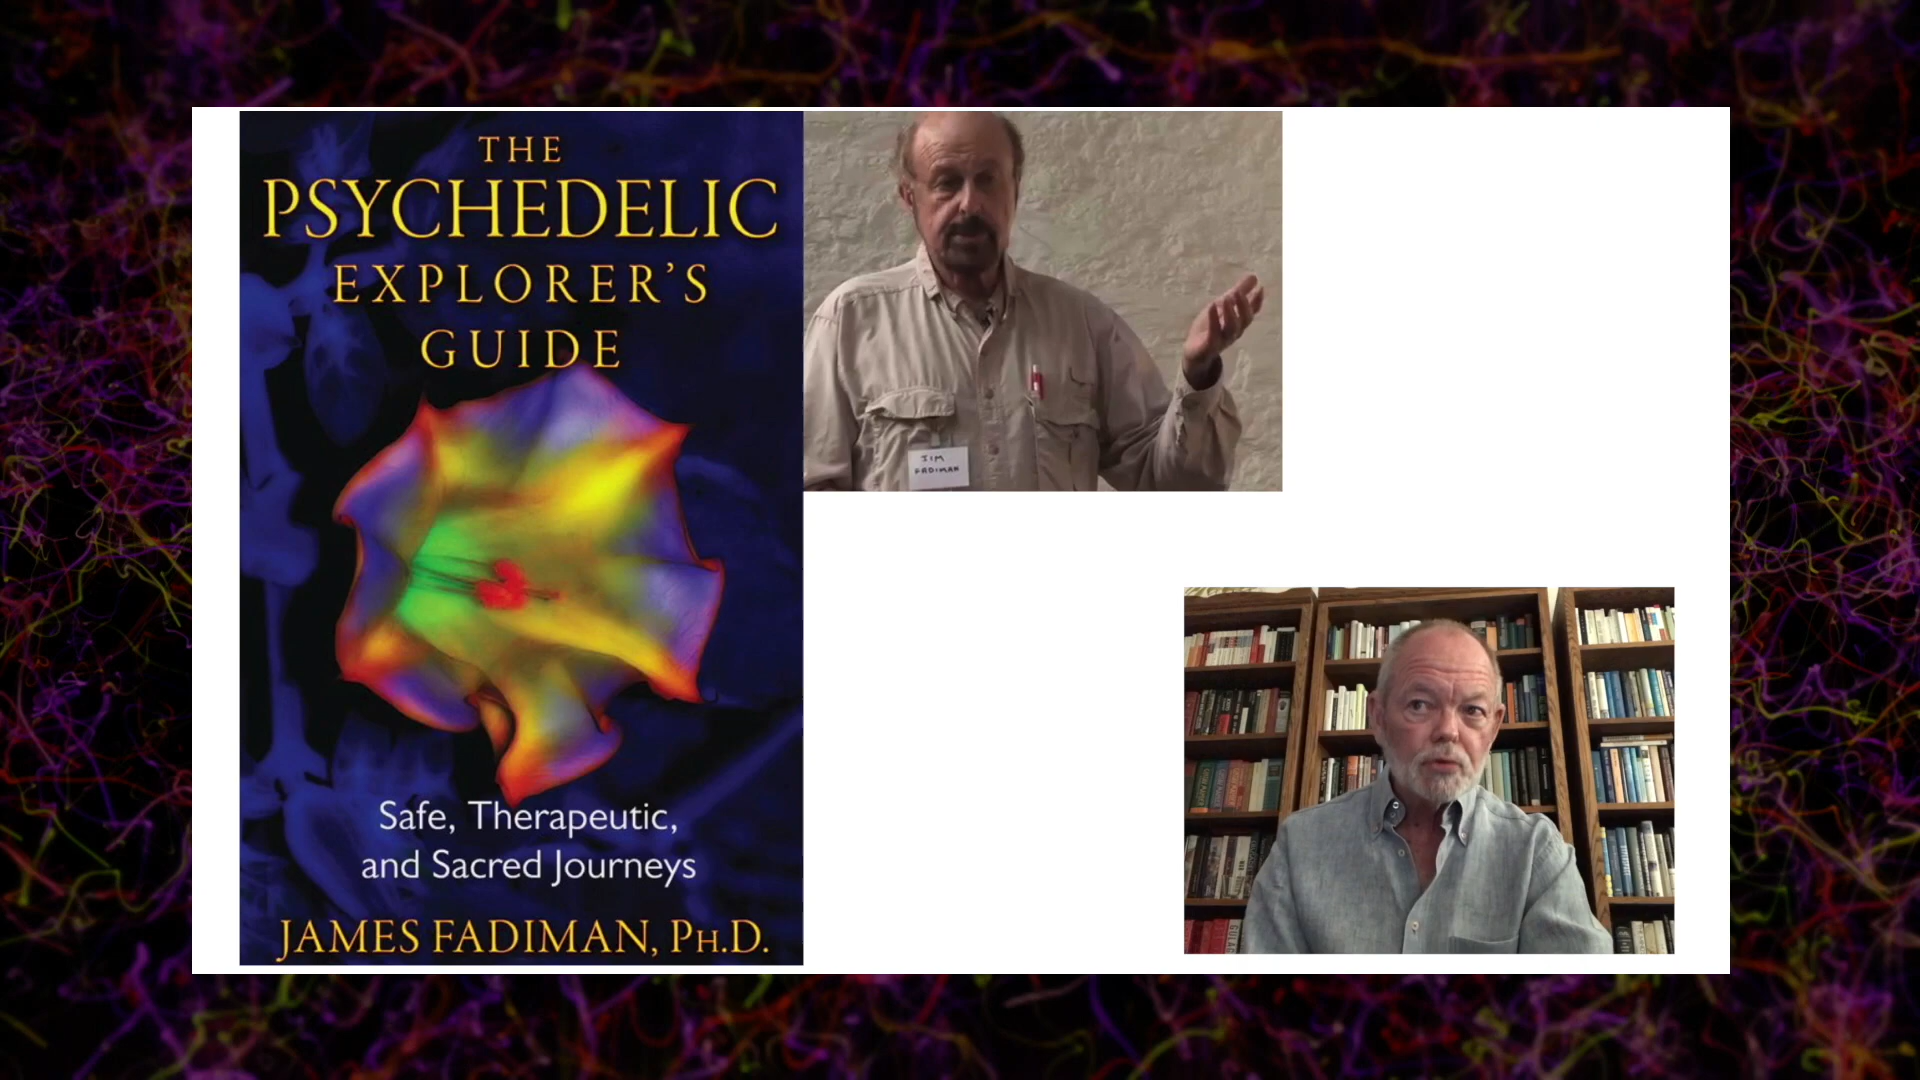 THE
PSYCHEDELIC
EXPLORER'S
GUIDE
Safe, Therapeutic,
and Sacred Journeys
JAMES FADIMAN, PH.D.
JIM
FADIMAN